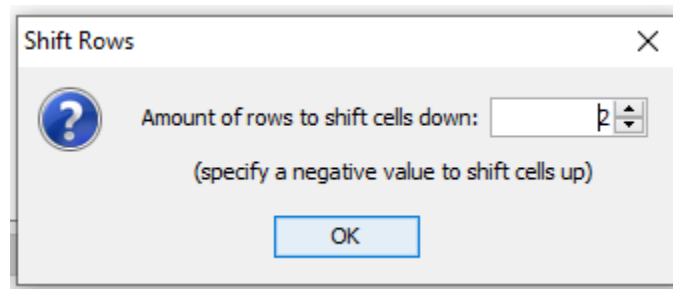 Shift Rows
Amount of rows to shift cells down: 2
(specify a negative value to shift cells up)
OK